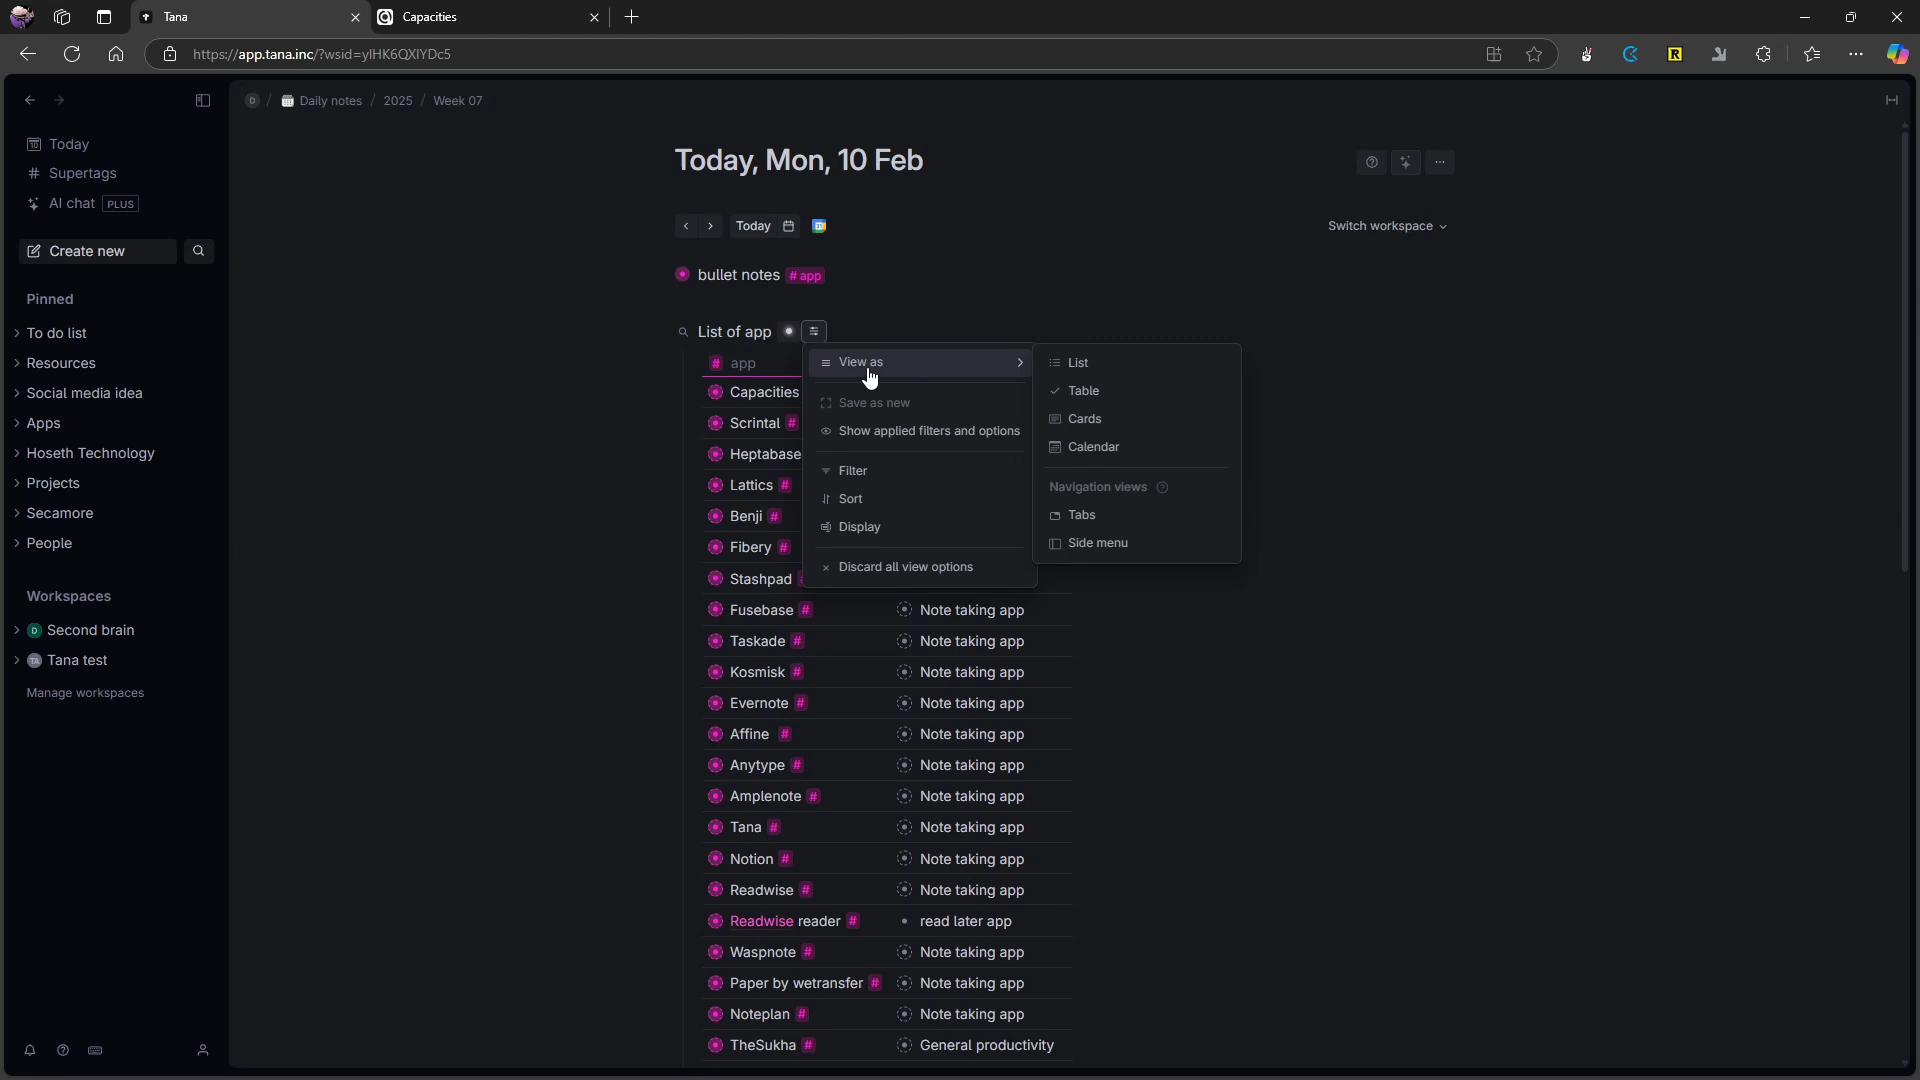 Tana
Capacities
https://app.tana.inc/?wsid=yIHK6QXIYDc5
D / Daily notes / 2025 / Week 07
Today
# Supertags
AI chat PLUS
Create new
Pinned
To do list
Resources
Social media idea
Apps
Hoseth Technology
Projects
Secamore
People
Workspaces
D Second brain
TA Tana test
Manage workspaces
Today, Mon, 10 Feb
Today
Switch workspace
bullet notes # app
List of app
# app
Capacities
Scrintal #
Heptabase
Lattics #
Benji #
Fibery #
Stashpad
Fusebase # Note taking app
Taskade # Note taking app
Kosmisk # Note taking app
Evernote # Note taking app
Affine # Note taking app
Anytype # Note taking app
Amplenote # Note taking app
Tana # Note taking app
Notion # Note taking app
Readwise # Note taking app
Readwise reader # read later app
Waspnote # Note taking app
Paper by wetransfer # Note taking app
Noteplan # Note taking app
TheSukha # General productivity
View as
Save as new
Show applied filters and options
Filter
Sort
Display
Discard all view options
List
Table
Cards
Calendar
Navigation views
Tabs
Side menu